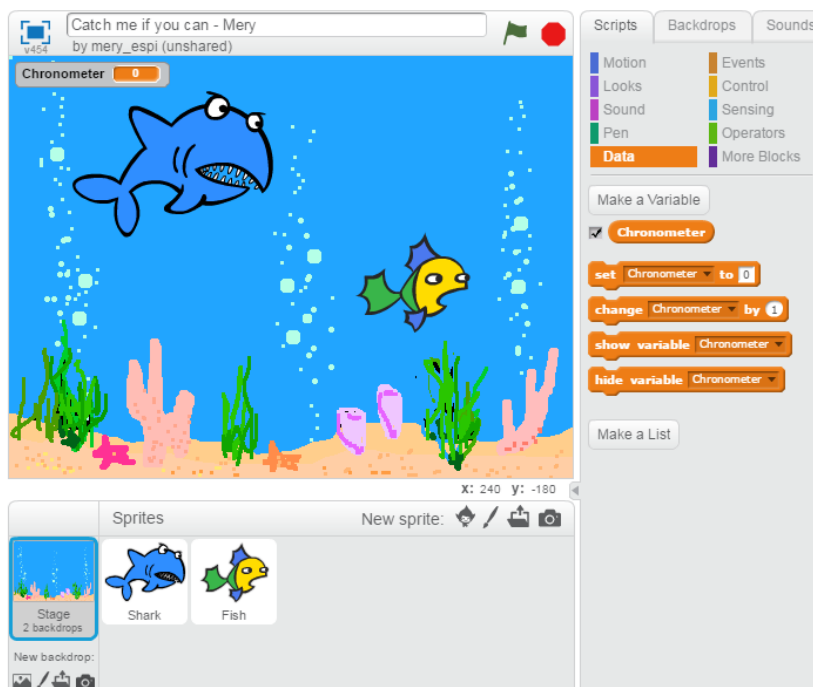 Catch me if you can - Mery
by mery_espi (unshared)
v454
Chronometer 0
x: 240 y: -180
Sprites
New sprite:
Stage
2 backdrops
Shark
Fish
New backdrop:
Scripts Backdrops Sounds
Motion Events
Looks Control
Sound Sensing
Pen Operators
Data More Blocks
Make a Variable
Chronometer
set Chronometer to 0
change Chronometer by 1
show variable Chronometer
hide variable Chronometer
Make a List